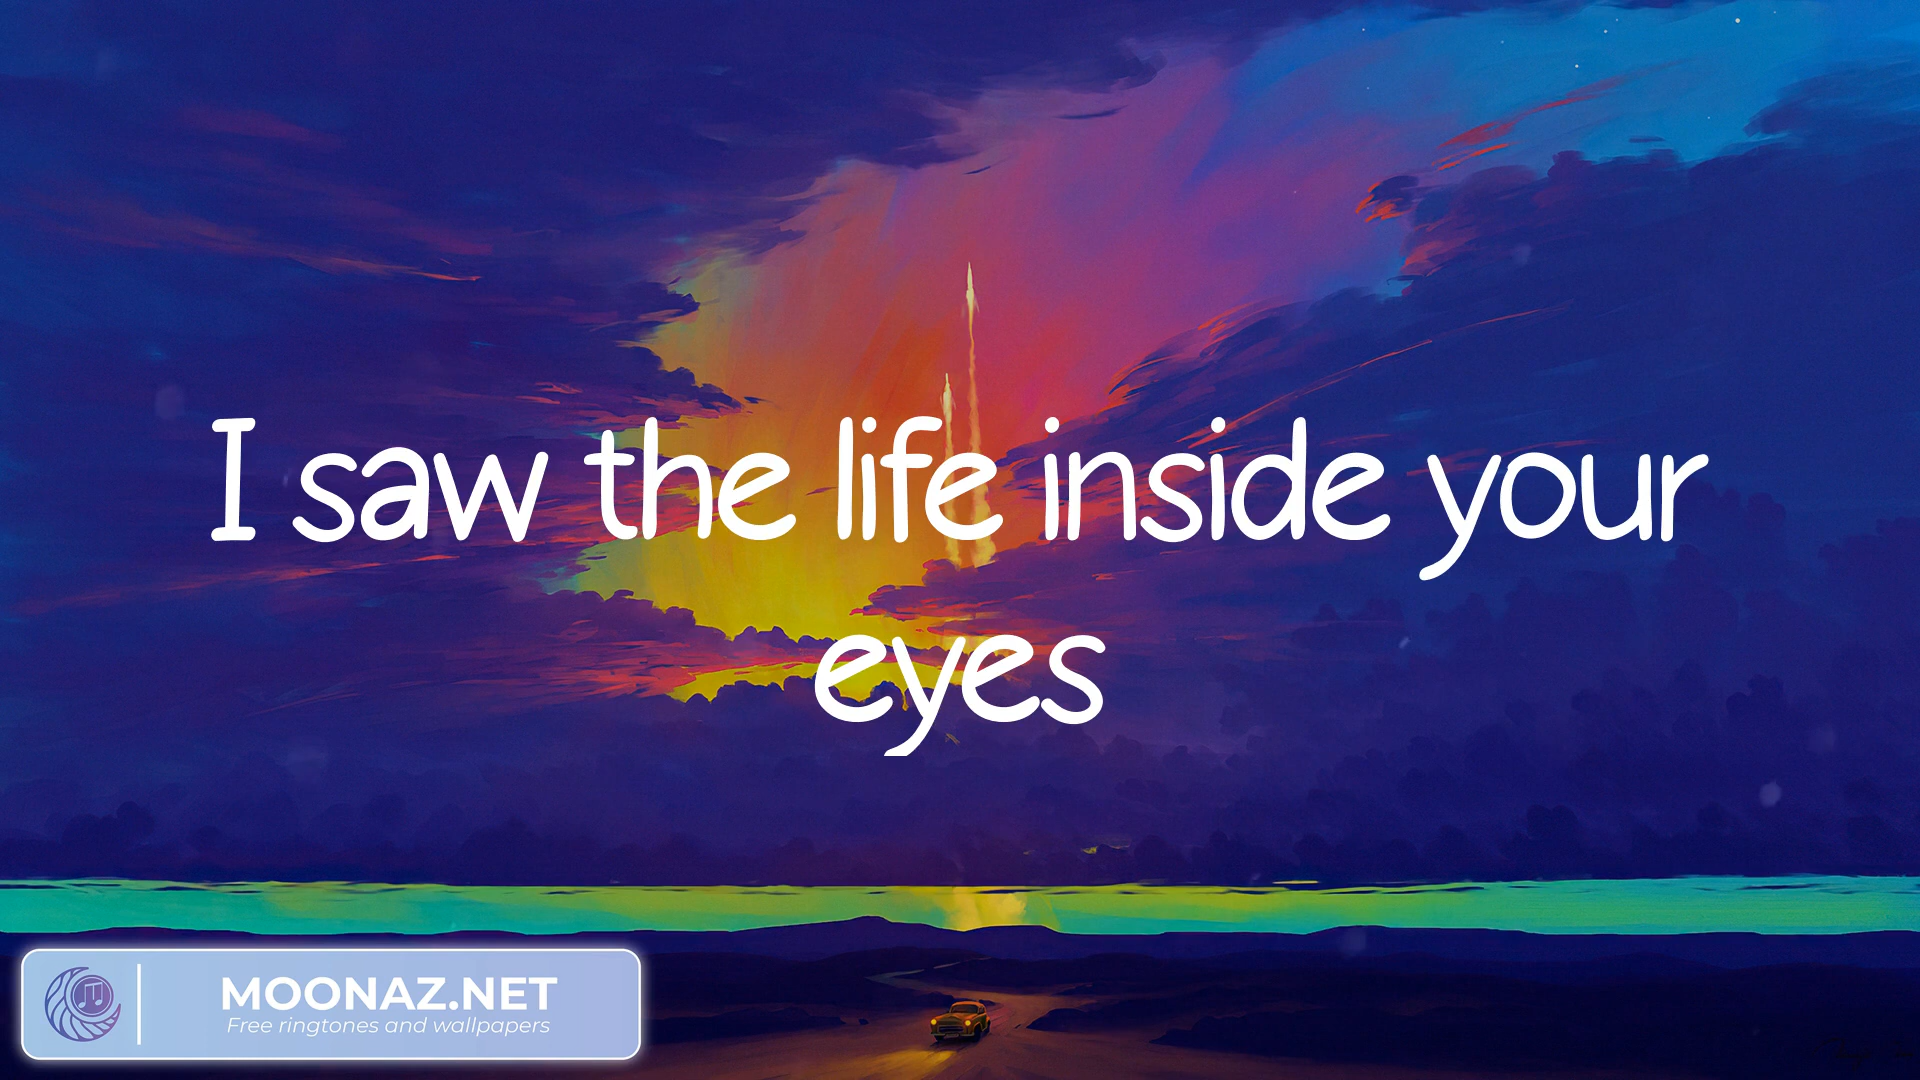 I saw the life inside your
eyes
MOONAZ.NET
Free ringtones and wallpapers